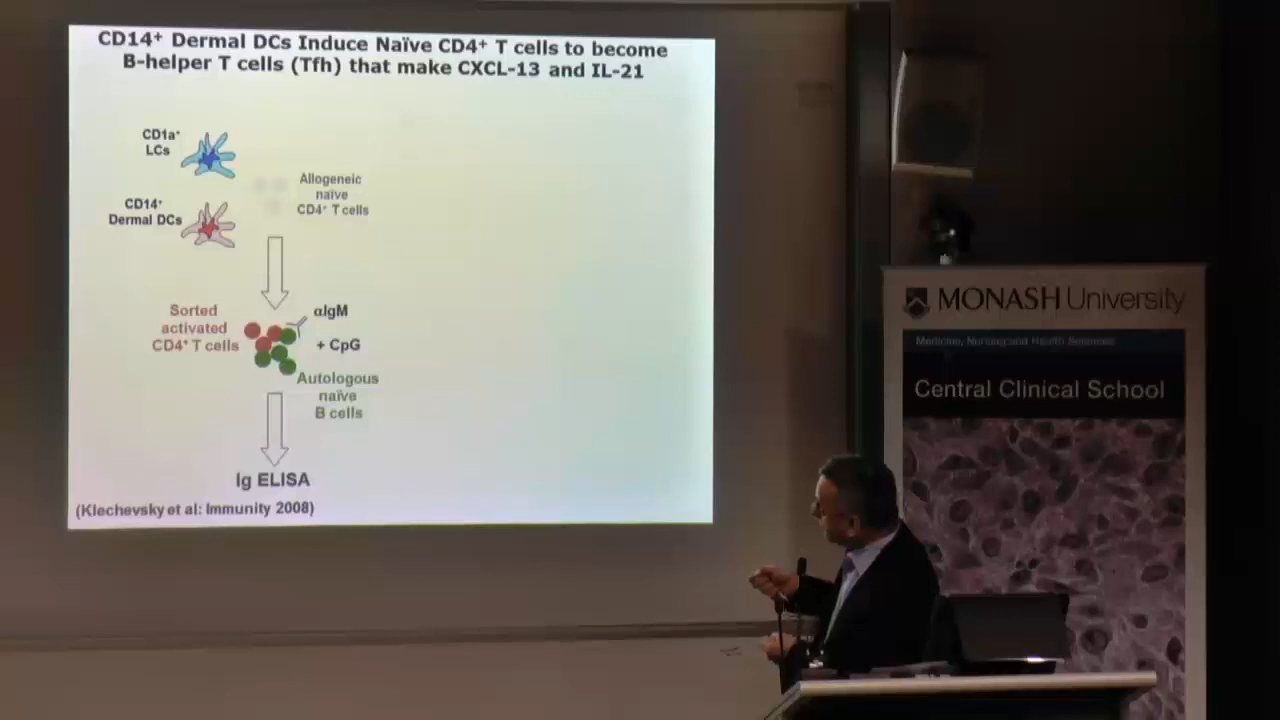 CD14⁺ Dermal DCs Induce Naïve CD4⁺ T cells to become
B-helper T cells (Tfh) that make CXCL-13 and IL-21
CD1a⁺
LCs
CD14⁺
Dermal DCs
Allogeneic
naïve
CD4⁺ T cells
Sorted
activated
CD4⁺ T cells
αIgM
+ CpG
Autologous
naïve
B cells
Ig ELISA
(Klechevsky et al: Immunity 2008)
MONASH University
Medicine, Nursing and Health Sciences
Central Clinical School